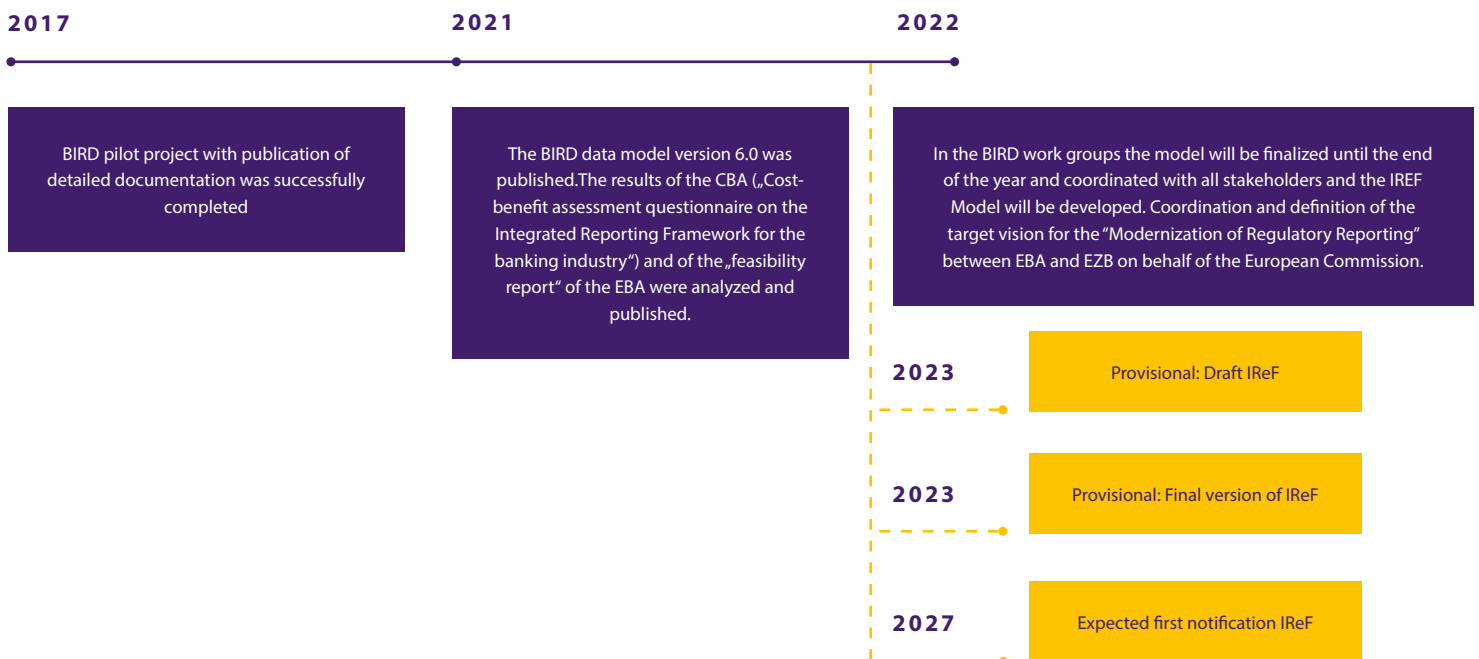 2017
BIRD pilot project with publication of
detailed documentation was successfully
completed
2021
The BIRD data model version 6.0 was
published.The results of the CBA („Cost-
benefit assessment questionnaire on the
Integrated Reporting Framework for the
banking industry“) and of the „feasibility
report“ of the EBA were analyzed and
published.
2022
In the BIRD work groups the model will be finalized until the end
of the year and coordinated with all stakeholders and the IREF
Model will be developed. Coordination and definition of the
target vision for the “Modernization of Regulatory Reporting”
between EBA and EZB on behalf of the European Commission.
2023
Provisional: Draft IReF
2023
Provisional: Final version of IReF
2027
Expected first notification IReF